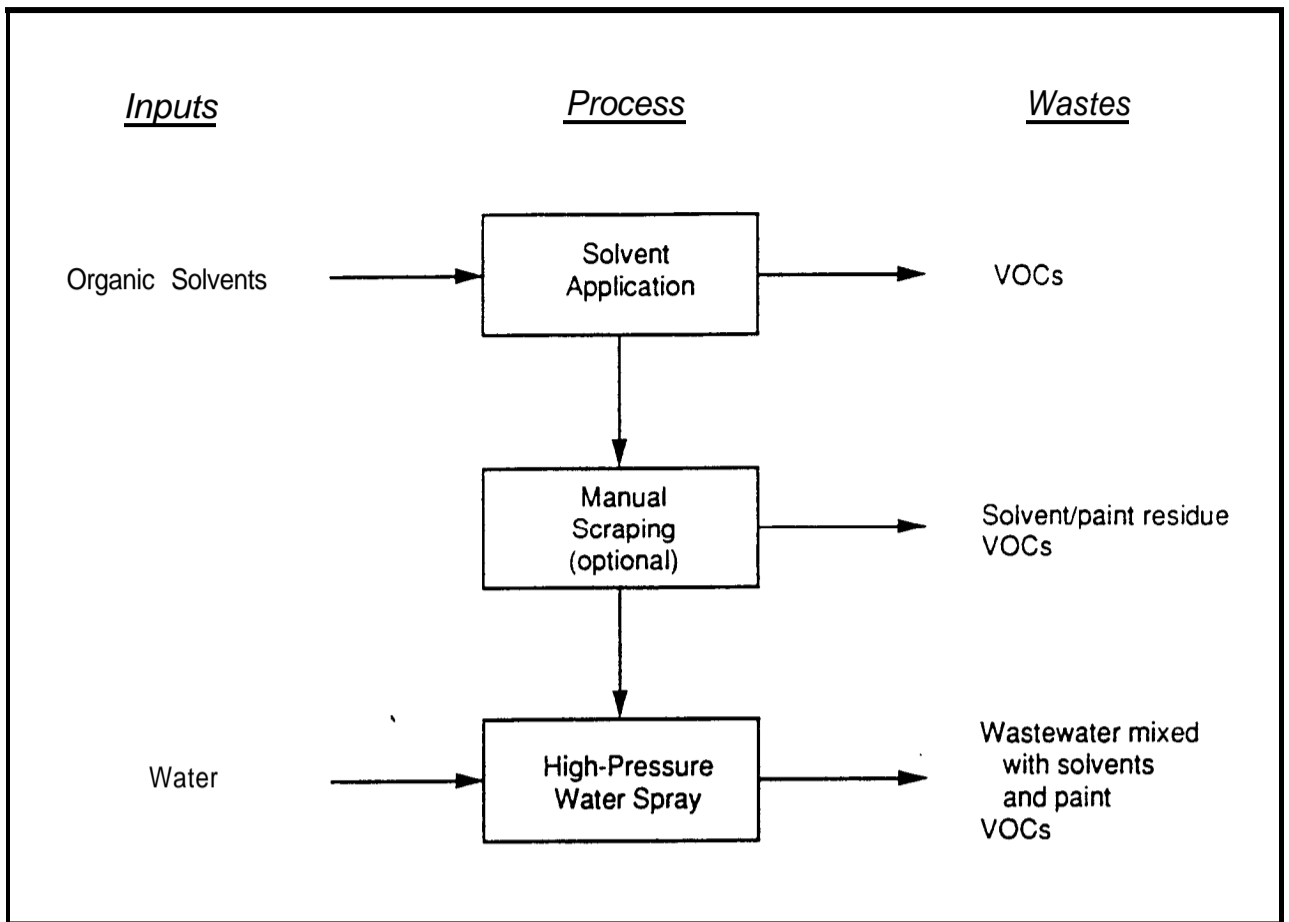 Inputs
Process
Wastes
Organic Solvents
Solvent
Application
VOCs
Manual
Scraping
(optional)
Solvent/paint residue
VOCs
Water
High-Pressure
Water Spray
Wastewater mixed
with solvents
and paint
VOCs